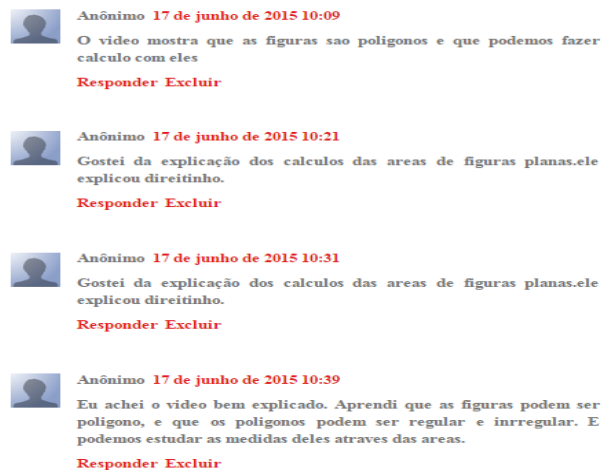 Anônimo 17 de junho de 2015 10:09
O video mostra que as figuras sao poligonos e que podemos fazer
calculo com eles
Responder Excluir
Anônimo 17 de junho de 2015 10:21
Gostei da explicação dos calculos das areas de figuras planas.ele
explicou direitinho.
Responder Excluir
Anônimo 17 de junho de 2015 10:31
Gostei da explicação dos calculos das areas de figuras planas.ele
explicou direitinho.
Responder Excluir
Anônimo 17 de junho de 2015 10:39
Eu achei o video bem explicado. Aprendi que as figuras podem ser
poligono, e que os poligonos podem ser regular e inrregular. E
podemos estudar as medidas deles atraves das areas.
Responder Excluir